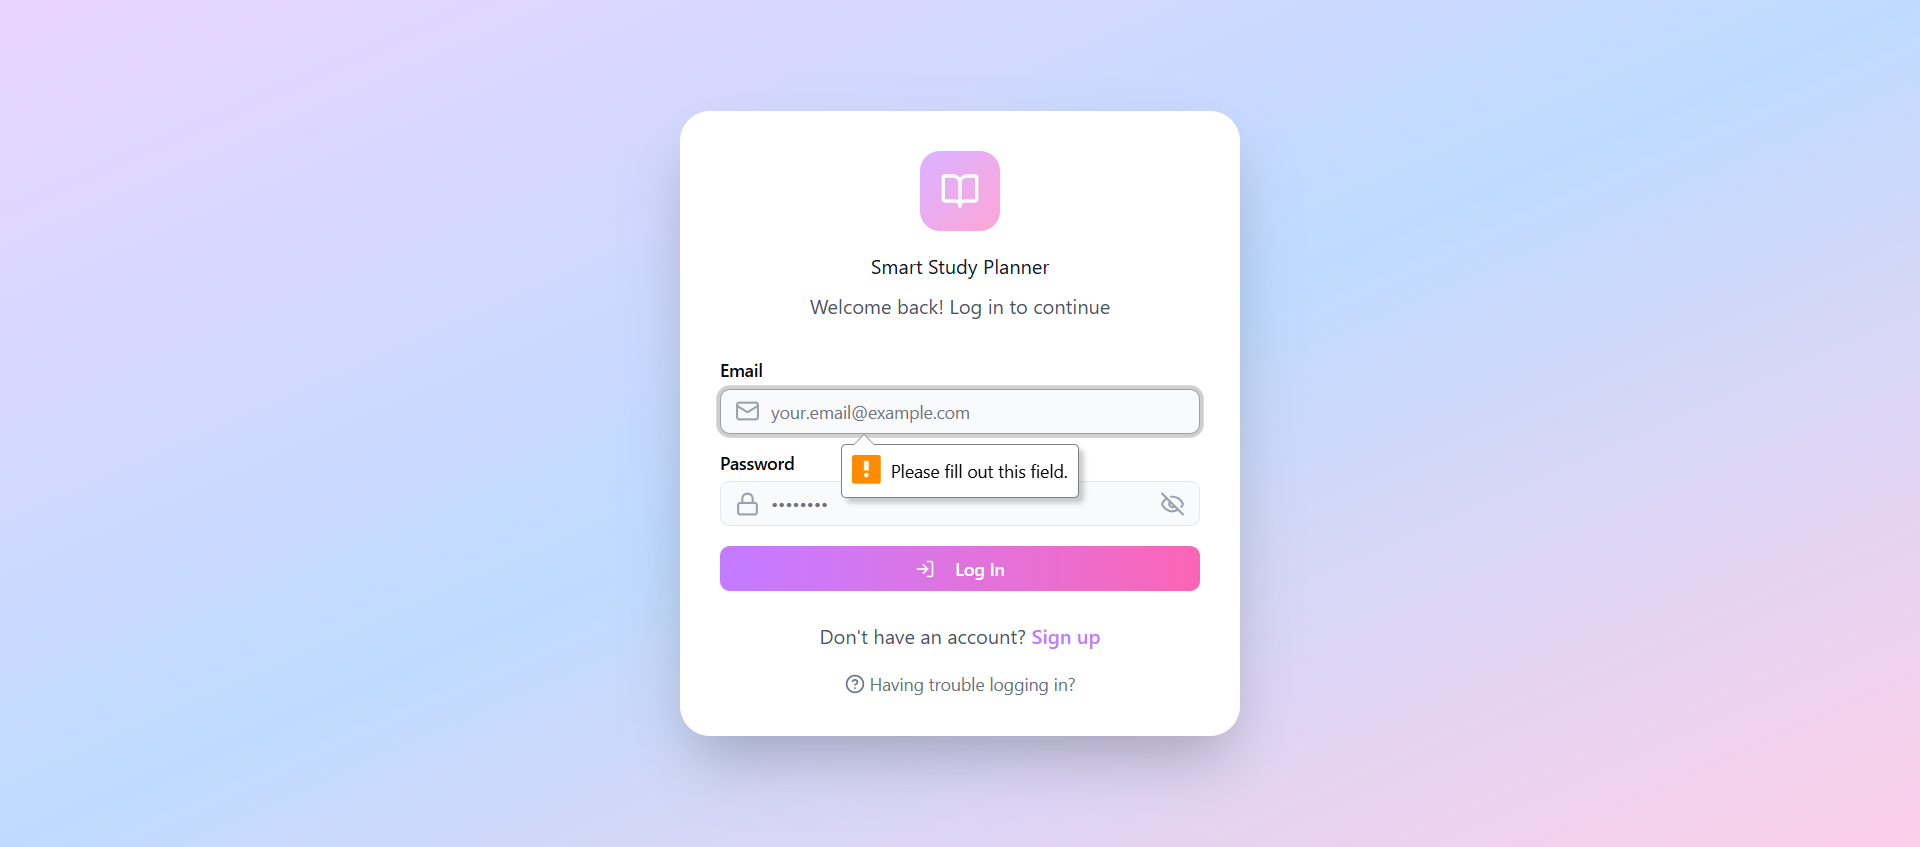 Smart Study Planner
Welcome back! Log in to continue
Email
your.email@example.com
Please fill out this field.
Password
••••••••
Log In
Don't have an account? Sign up
Having trouble logging in?